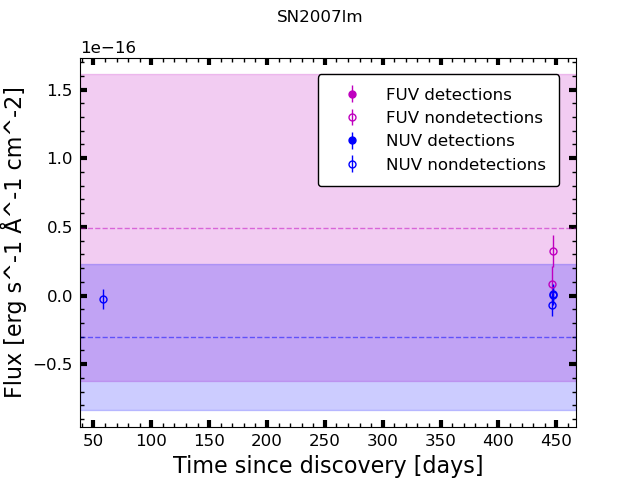 SN2007lm
1e−16
1.5
1.0
0.5
0.0
−0.5
Flux [erg s^-1 Å^-1 cm^-2]
FUV detections
FUV nondetections
NUV detections
NUV nondetections
50 100 150 200 250 300 350 400 450
Time since discovery [days]